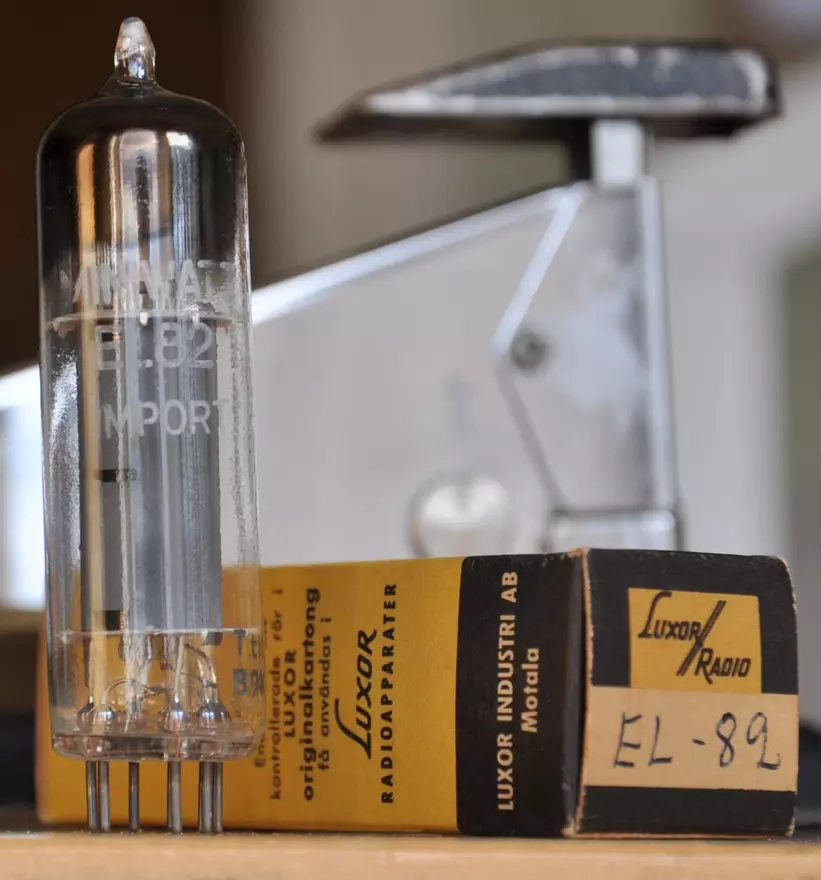 MINIWATT
EL82
IMPORT
Endast
kontrollerade rör i
LUXOR
originalkartong
få användas i
LUXOR
RADIOAPPARATER
LUXOR INDUSTRI AB
Motala
LUXOR
RADIO
EL-82